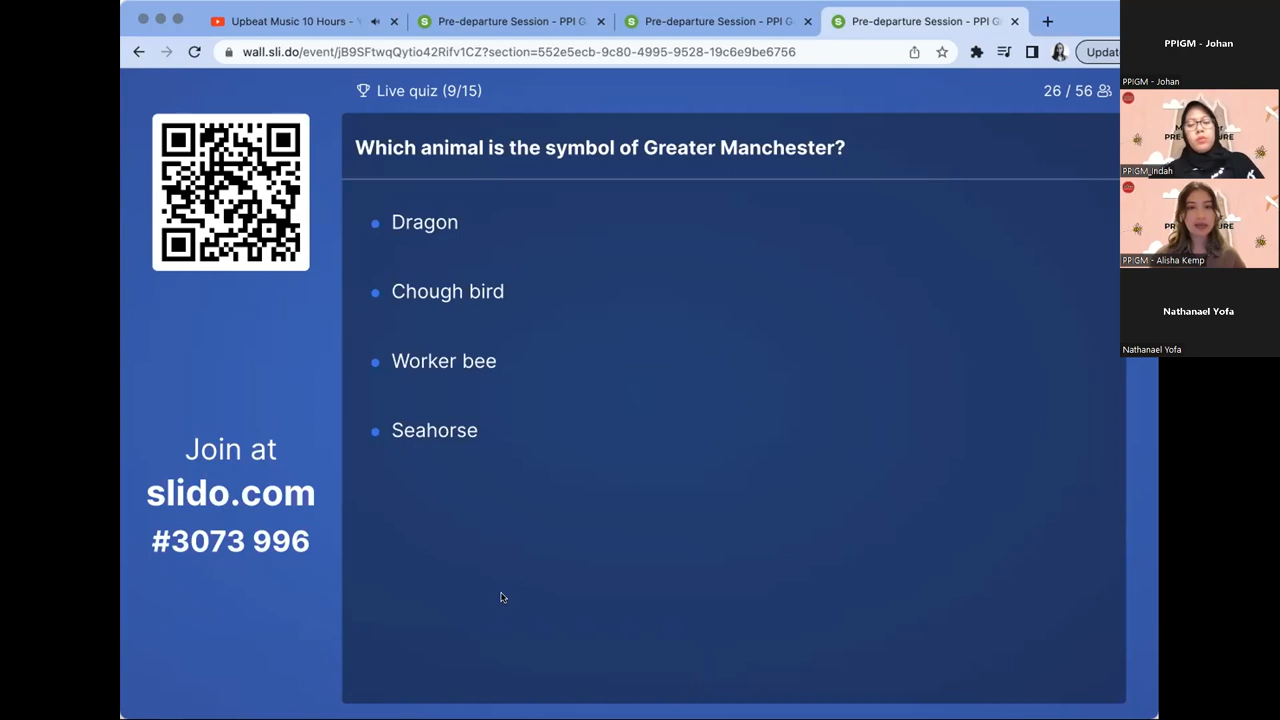 Upbeat Music 10 Hours -
Pre-departure Session - PPI G
Pre-departure Session - PPI G
Pre-departure Session - PPI G
wall.sli.do/event/jB9SFtwqQytio42Rifv1CZ?section=552e5ecb-9c80-4995-9528-19c6e9be6756
Updat
Live quiz (9/15)
26 / 56
Which animal is the symbol of Greater Manchester?
Dragon
Chough bird
Worker bee
Seahorse
Join at
slido.com
#3073 996
PPIGM - Johan
PPIGM - Johan
PPIGM_Indah
PPIGM - Alisha Kemp
Nathanael Yofa
Nathanael Yofa